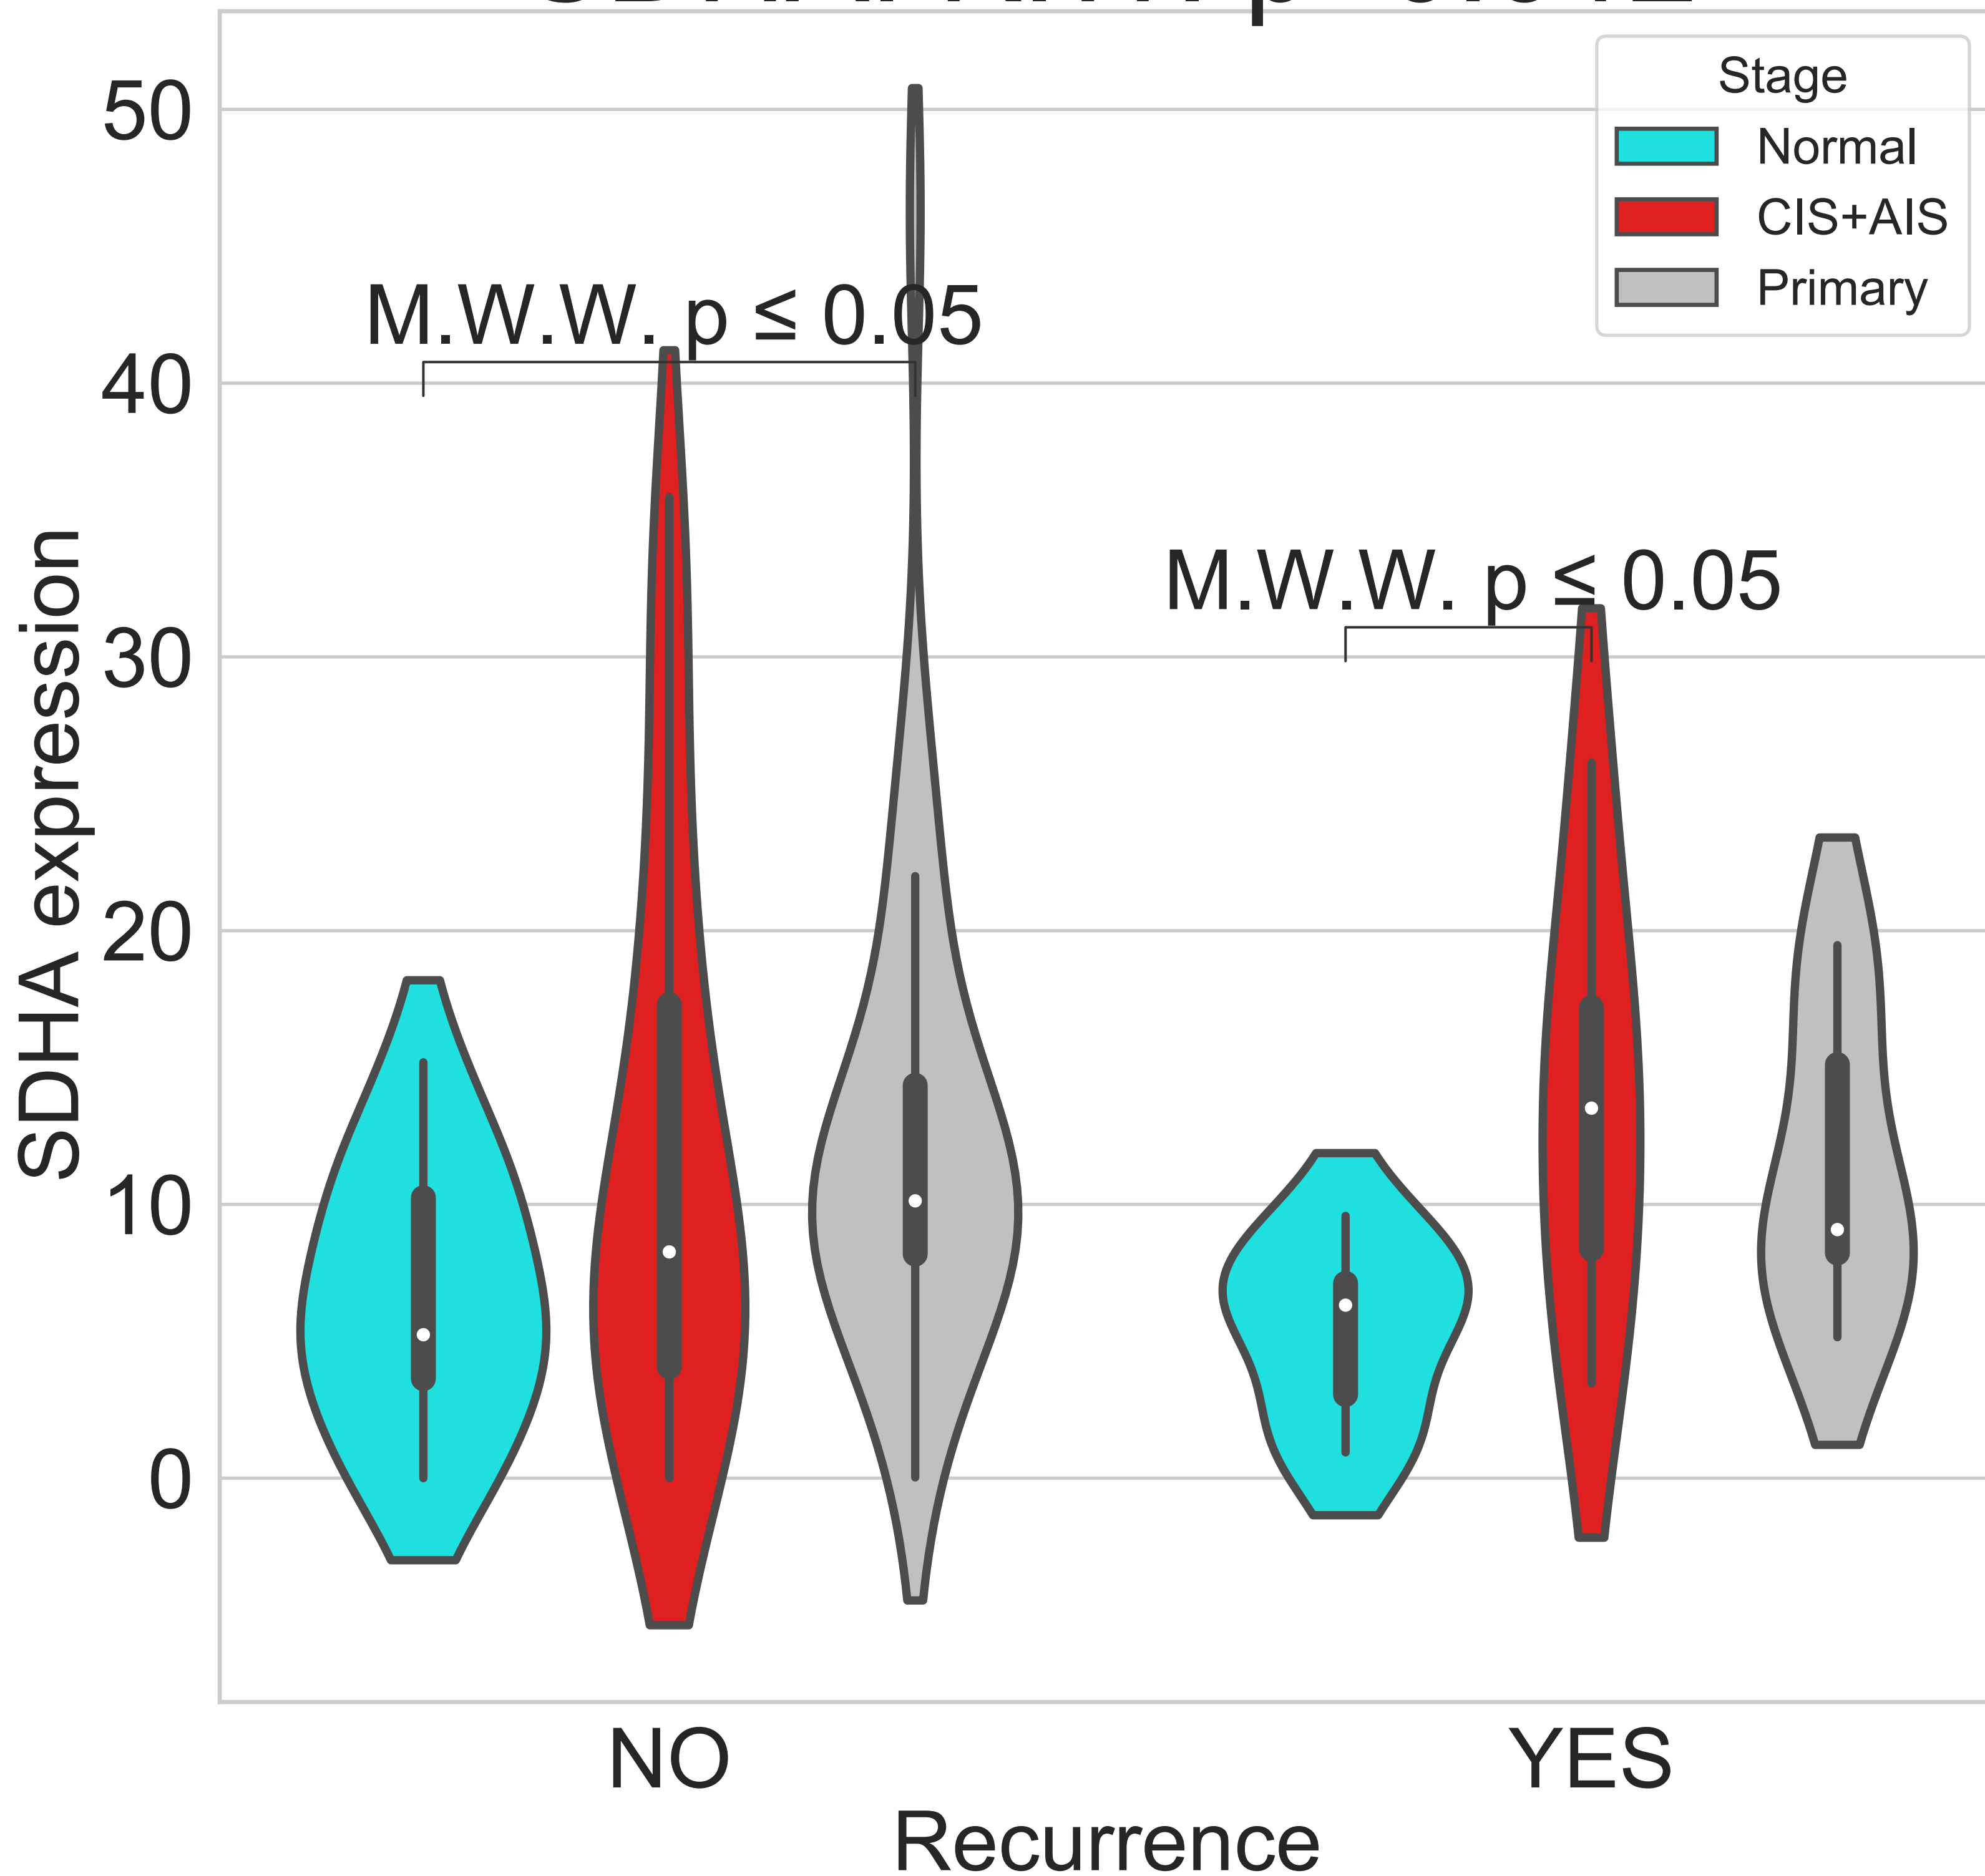 50
40
30
20
10
0
SDHA expression
Stage
Normal
CIS+AIS
Primary
M.W.W. p ≤ 0.05
M.W.W. p ≤ 0.05
NO
YES
Recurrence